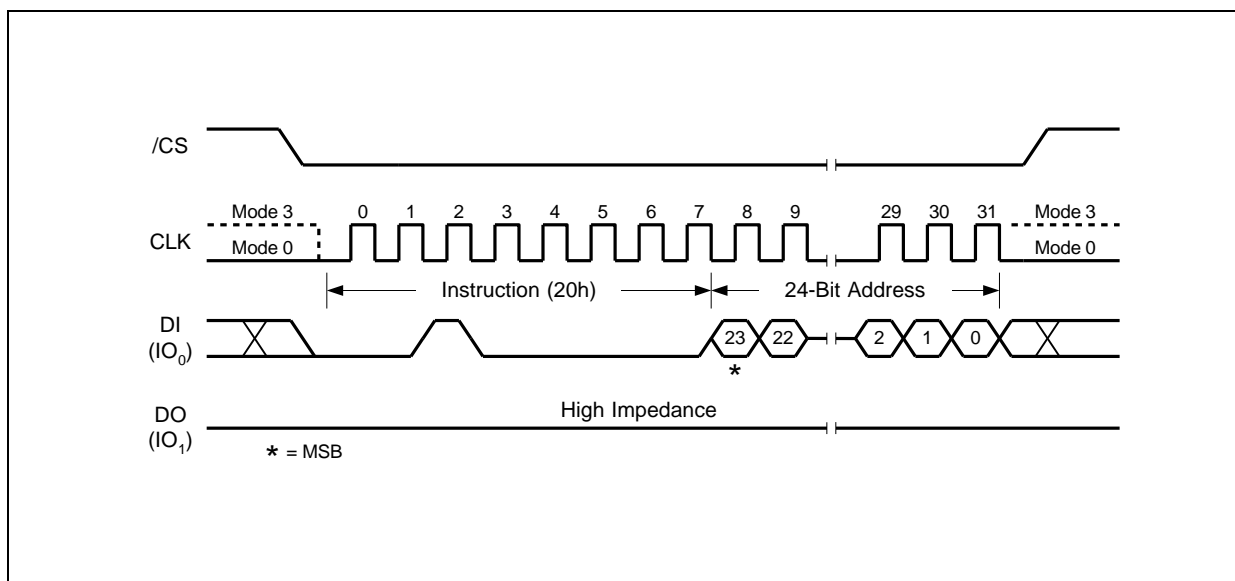 /CS
Mode 3 0 1 2 3 4 5 6 7 8 9 29 30 31 Mode 3
CLK
Mode 0 Mode 0
Instruction (20h) 24-Bit Address
DI
(IO0)
23 22 2 1 0
*
High Impedance
DO
(IO1)
* = MSB